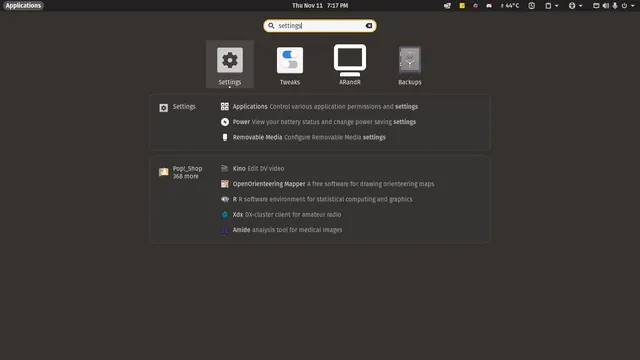 Applications
Thu Nov 11 7:17 PM
44°C
settings
Settings
Tweaks
ARandR
Backups
Settings
Applications Control various application permissions and settings
Power View your battery status and change power saving settings
Removable Media Configure Removable Media settings
Pop!_Shop
368 more
Kino Edit DV video
OpenOrienteering Mapper A free software for drawing orienteering maps
R R software environment for statistical computing and graphics
Xdx DX-cluster client for amateur radio
Amide analysis tool for medical images